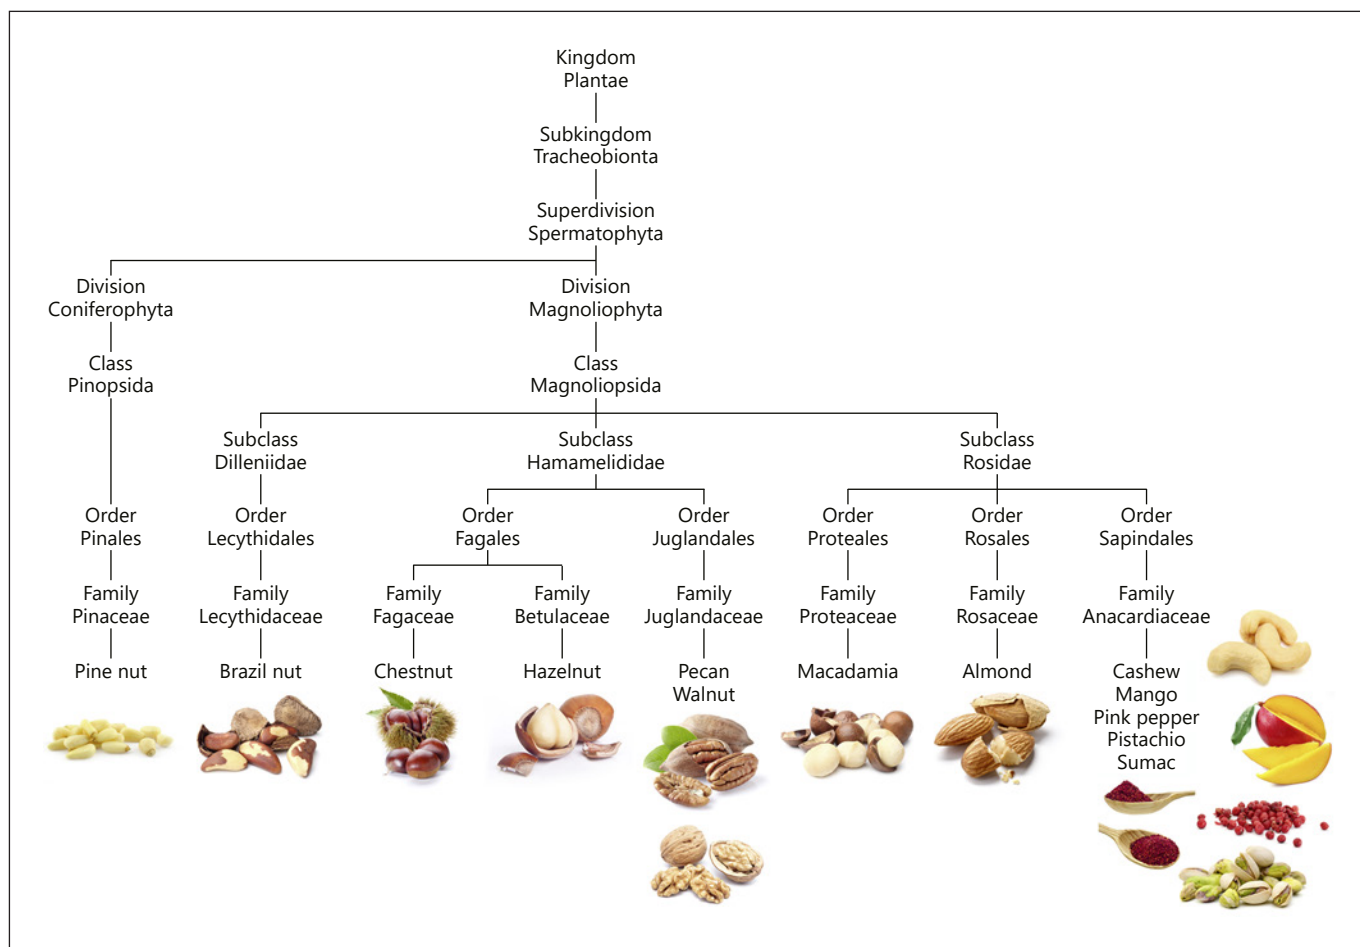 Kingdom
Plantae
Subkingdom
Tracheobionta
Superdivision
Spermatophyta
Division
Coniferophyta
Division
Magnoliophyta
Class
Pinopsida
Class
Magnoliopsida
Subclass
Dilleniidae
Subclass
Hamamelididae
Subclass
Rosidae
Order
Pinales
Order
Lecythidales
Order
Fagales
Order
Juglandales
Order
Proteales
Order
Rosales
Order
Sapindales
Family
Pinaceae
Family
Lecythidaceae
Family
Fagaceae
Family
Betulaceae
Family
Juglandaceae
Family
Proteaceae
Family
Rosaceae
Family
Anacardiaceae
Pine nut
Brazil nut
Chestnut
Hazelnut
Pecan
Walnut
Macadamia
Almond
Cashew
Mango
Pink pepper
Pistachio
Sumac